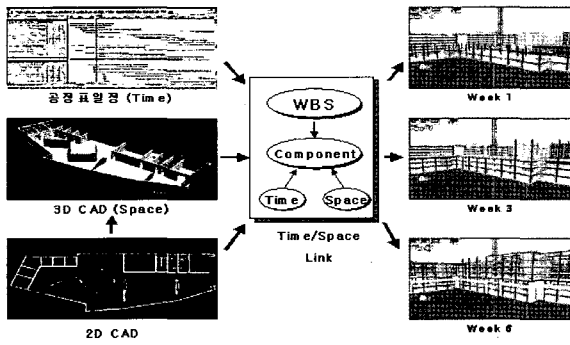 공정표일정 (Time)
3D CAD (Space)
2D CAD
WBS
Component
Time
Space
Time/Space
Link
Week 1
Week 3
Week 6